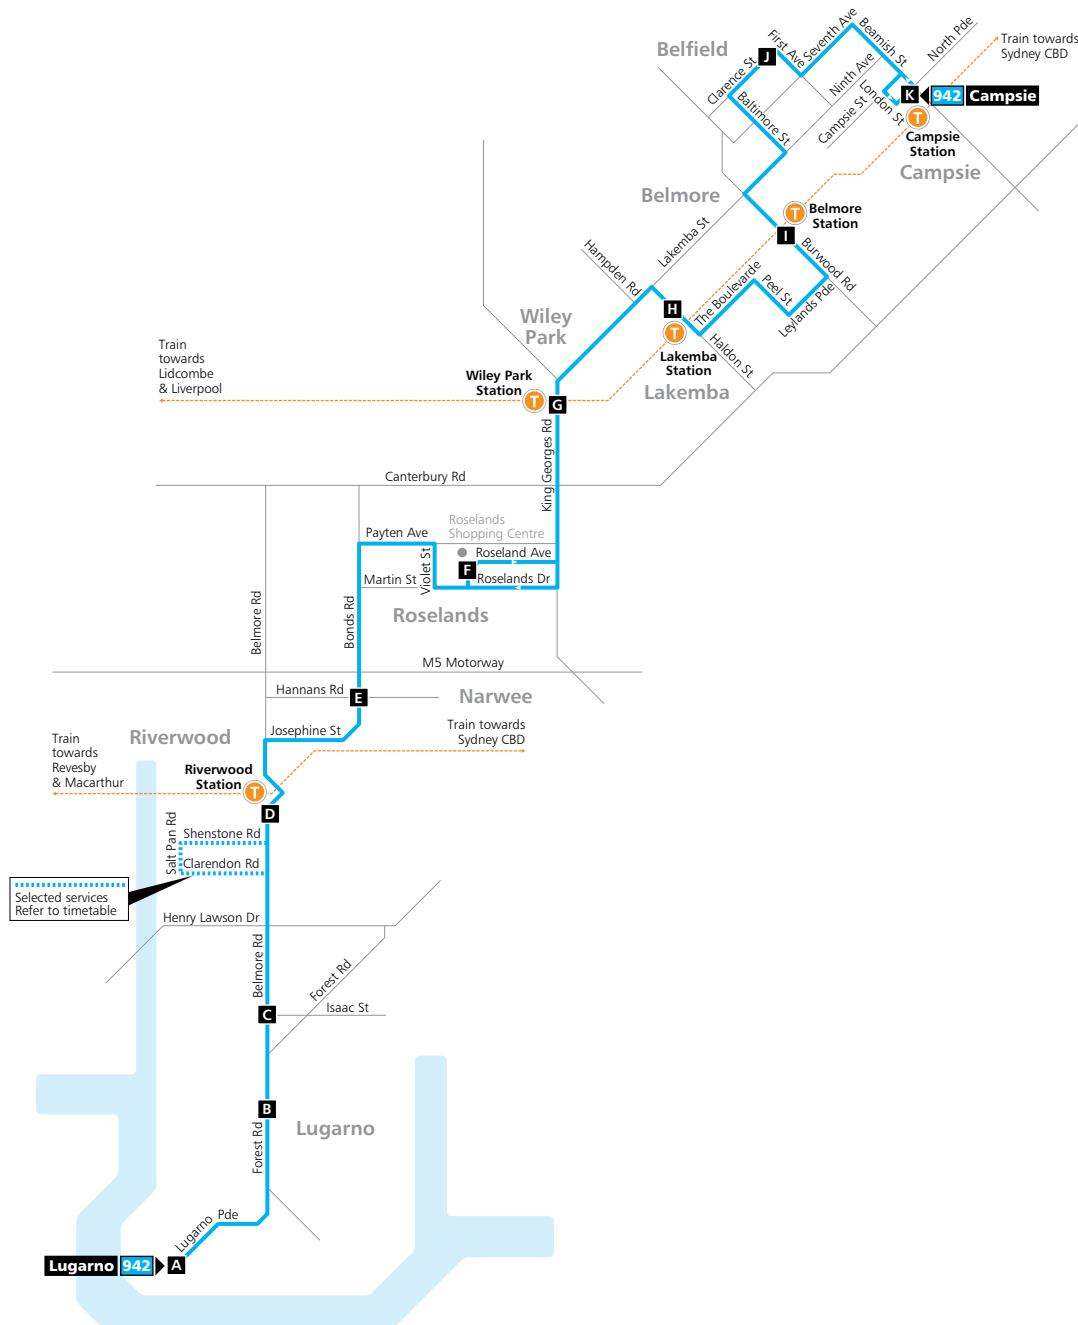 Belfield
First Ave
Seventh Ave
Beamish St
North Pde
Train towards
Sydney CBD
J
Clarence St
Ninth Ave
Baltimore St
London St
Campsie St
K
942 Campsie
T
Campsie
Station
Campsie
Belmore
T
Belmore
Station
I
Lakemba St
Hampden Rd
Burwood Rd
The Boulevarde
Peel St
Leylands Pde
H
T
Haldon St
Wiley
Park
Lakemba
Station
Lakemba
Train
towards
Lidcombe
& Liverpool
Wiley Park
Station
T
G
King Georges Rd
Canterbury Rd
Roselands
Shopping Centre
Payten Ave
Roseland Ave
Violet St
F
Martin St
Roselands Dr
Roselands
Belmore Rd
Bonds Rd
M5 Motorway
Hannans Rd
E
Narwee
Josephine St
Train towards
Sydney CBD
Riverwood
Train
towards
Revesby
& Macarthur
Riverwood
Station
T
D
Salt Pan Rd
Shenstone Rd
Clarendon Rd
Selected services
Refer to timetable
Henry Lawson Dr
Belmore Rd
Forest Rd
C
Isaac St
B
Lugarno
Forest Rd
Lugarno Pde
Lugarno 942
A